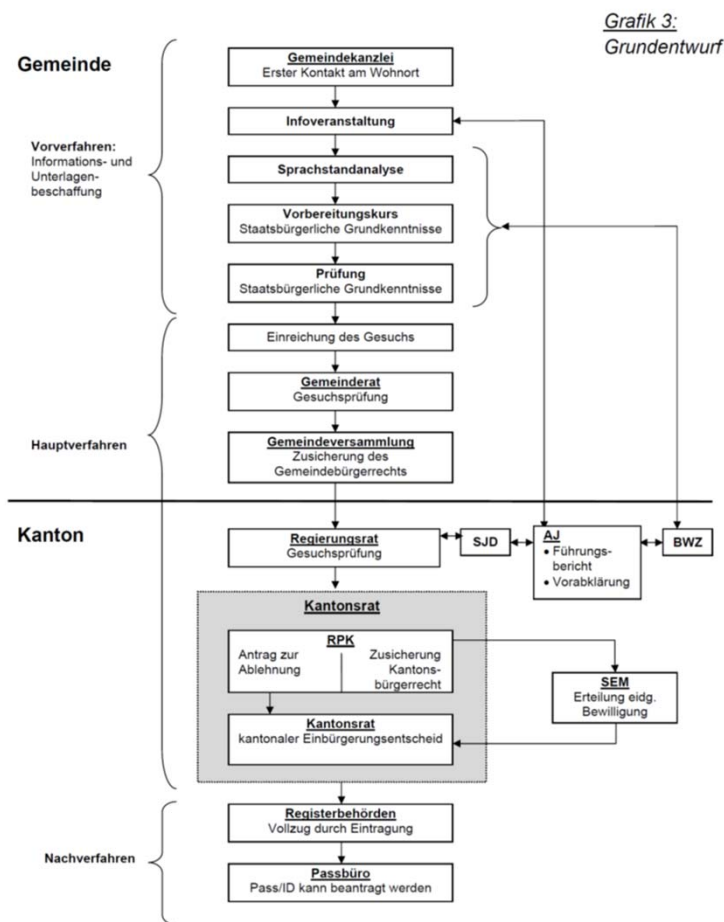 Grafik 3:
Grundentwurf
Gemeinde
Gemeindekanzlei
Erster Kontakt am Wohnort
Infoveranstaltung
Vorverfahren:
Informations- und
Unterlagen-
beschaffung
Sprachstandanalyse
Vorbereitungskurs
Staatsbürgerliche Grundkenntnisse
Prüfung
Staatsbürgerliche Grundkenntnisse
Einreichung des Gesuchs
Gemeinderat
Gesuchsprüfung
Hauptverfahren
Gemeindeversammlung
Zusicherung des
Gemeindebürgerrechts
Kanton
Regierungsrat
Gesuchsprüfung
SJD
AJ
• Führungs-
bericht
• Vorabklärung
BWZ
Kantonsrat
RPK
Antrag zur
Ablehnung
Zusicherung
Kantons-
bürgerrecht
SEM
Erteilung eidg.
Bewilligung
Kantonsrat
kantonaler Einbürgerungsentscheid
Registerbehörden
Vollzug durch Eintragung
Nachverfahren
Passbüro
Pass/ID kann beantragt werden